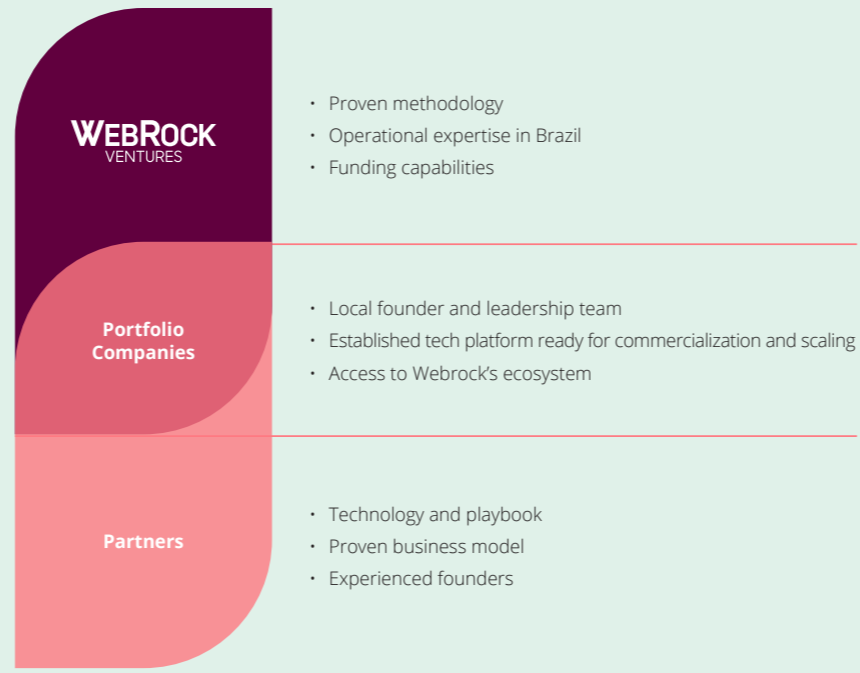 WEBROCK
VENTURES
• Proven methodology
• Operational expertise in Brazil
• Funding capabilities
Portfolio
Companies
• Local founder and leadership team
• Established tech platform ready for commercialization and scaling
• Access to Webrock's ecosystem
Partners
• Technology and playbook
• Proven business model
• Experienced founders